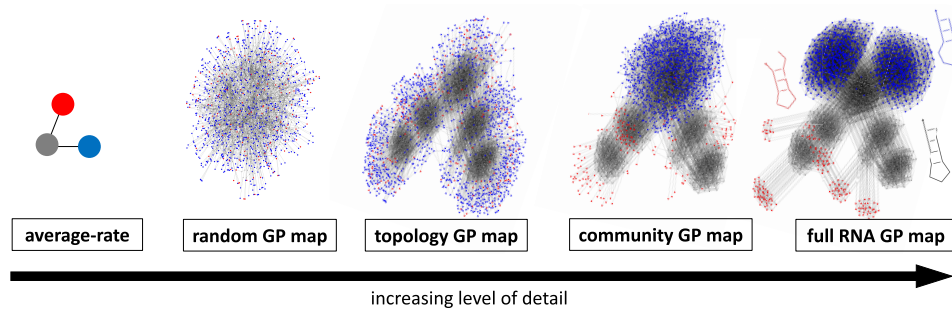 average-rate
random GP map
topology GP map
community GP map
full RNA GP map
increasing level of detail